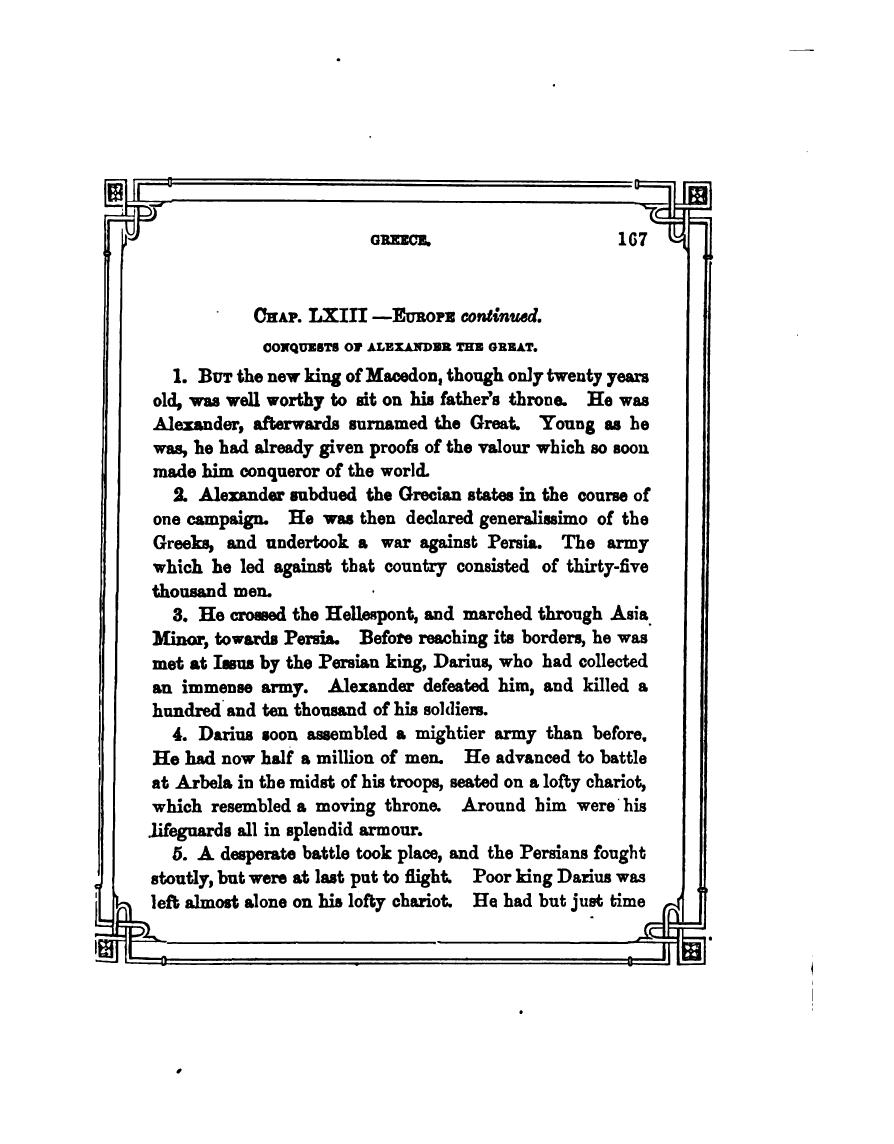 GREECE. 167
CHAP. LXIII —EUROPE continued.
CONQUESTS OF ALEXANDER THE GREAT.
1. BUT the new king of Macedon, though only twenty years
old, was well worthy to sit on his father's throne. He was
Alexander, afterwards surnamed the Great. Young as he
was, he had already given proofs of the valour which so soon
made him conqueror of the world.
2. Alexander subdued the Grecian states in the course of
one campaign. He was then declared generalissimo of the
Greeks, and undertook a war against Persia. The army
which he led against that country consisted of thirty-five
thousand men.
3. He crossed the Hellespont, and marched through Asia
Minor, towards Persia. Before reaching its borders, he was
met at Issus by the Persian king, Darius, who had collected
an immense army. Alexander defeated him, and killed a
hundred and ten thousand of his soldiers.
4. Darius soon assembled a mightier army than before.
He had now half a million of men. He advanced to battle
at Arbela in the midst of his troops, seated on a lofty chariot,
which resembled a moving throne. Around him were his
lifeguards all in splendid armour.
5. A desperate battle took place, and the Persians fought
stoutly, but were at last put to flight. Poor king Darius was
left almost alone on his lofty chariot. He had but just time